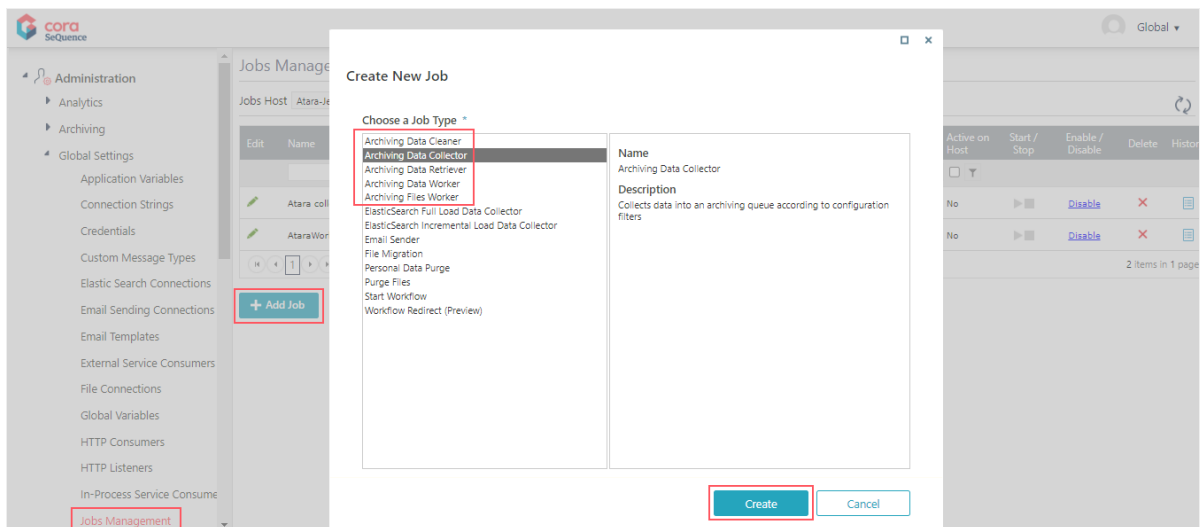 cora
SeQuence
Global
Administration
Analytics
Archiving
Global Settings
Application Variables
Connection Strings
Credentials
Custom Message Types
Elastic Search Connections
Email Sending Connections
Email Templates
External Service Consumers
File Connections
Global Variables
HTTP Consumers
HTTP Listeners
In-Process Service Consume
Jobs Management
Jobs Manage
Jobs Host Atara-Je
Edit Name
Atara coll
AtaraWor
1
+ Add Job
Create New Job
Choose a Job Type *
Archiving Data Cleaner
Archiving Data Collector
Archiving Data Retriever
Archiving Data Worker
Archiving Files Worker
ElasticSearch Full Load Data Collector
ElasticSearch Incremental Load Data Collector
Email Sender
File Migration
Personal Data Purge
Purge Files
Start Workflow
Workflow Redirect (Preview)
Name
Archiving Data Collector
Description
Collects data into an archiving queue according to configuration
filters
Create Cancel
Active on
Host
Start /
Stop
Enable /
Disable
Delete Histor
No Disable
No Disable
2 items in 1 page